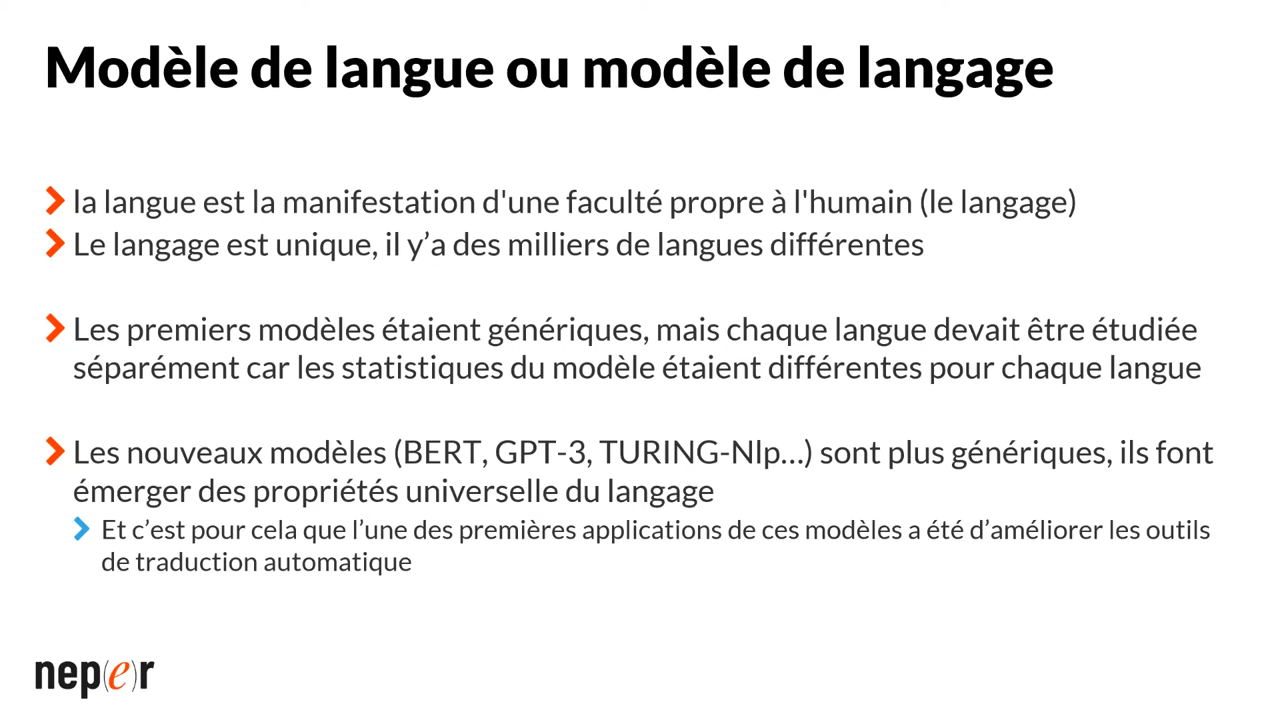 Modèle de langue ou modèle de langage
la langue est la manifestation d'une faculté propre à l'humain (le langage)
Le langage est unique, il y’a des milliers de langues différentes
Les premiers modèles étaient génériques, mais chaque langue devait être étudiée
séparément car les statistiques du modèle étaient différentes pour chaque langue
Les nouveaux modèles (BERT, GPT-3, TURING-Nlp...) sont plus génériques, ils font
émerger des propriétés universelle du langage
Et c’est pour cela que l’une des premières applications de ces modèles a été d’améliorer les outils
de traduction automatique
nep(e)r